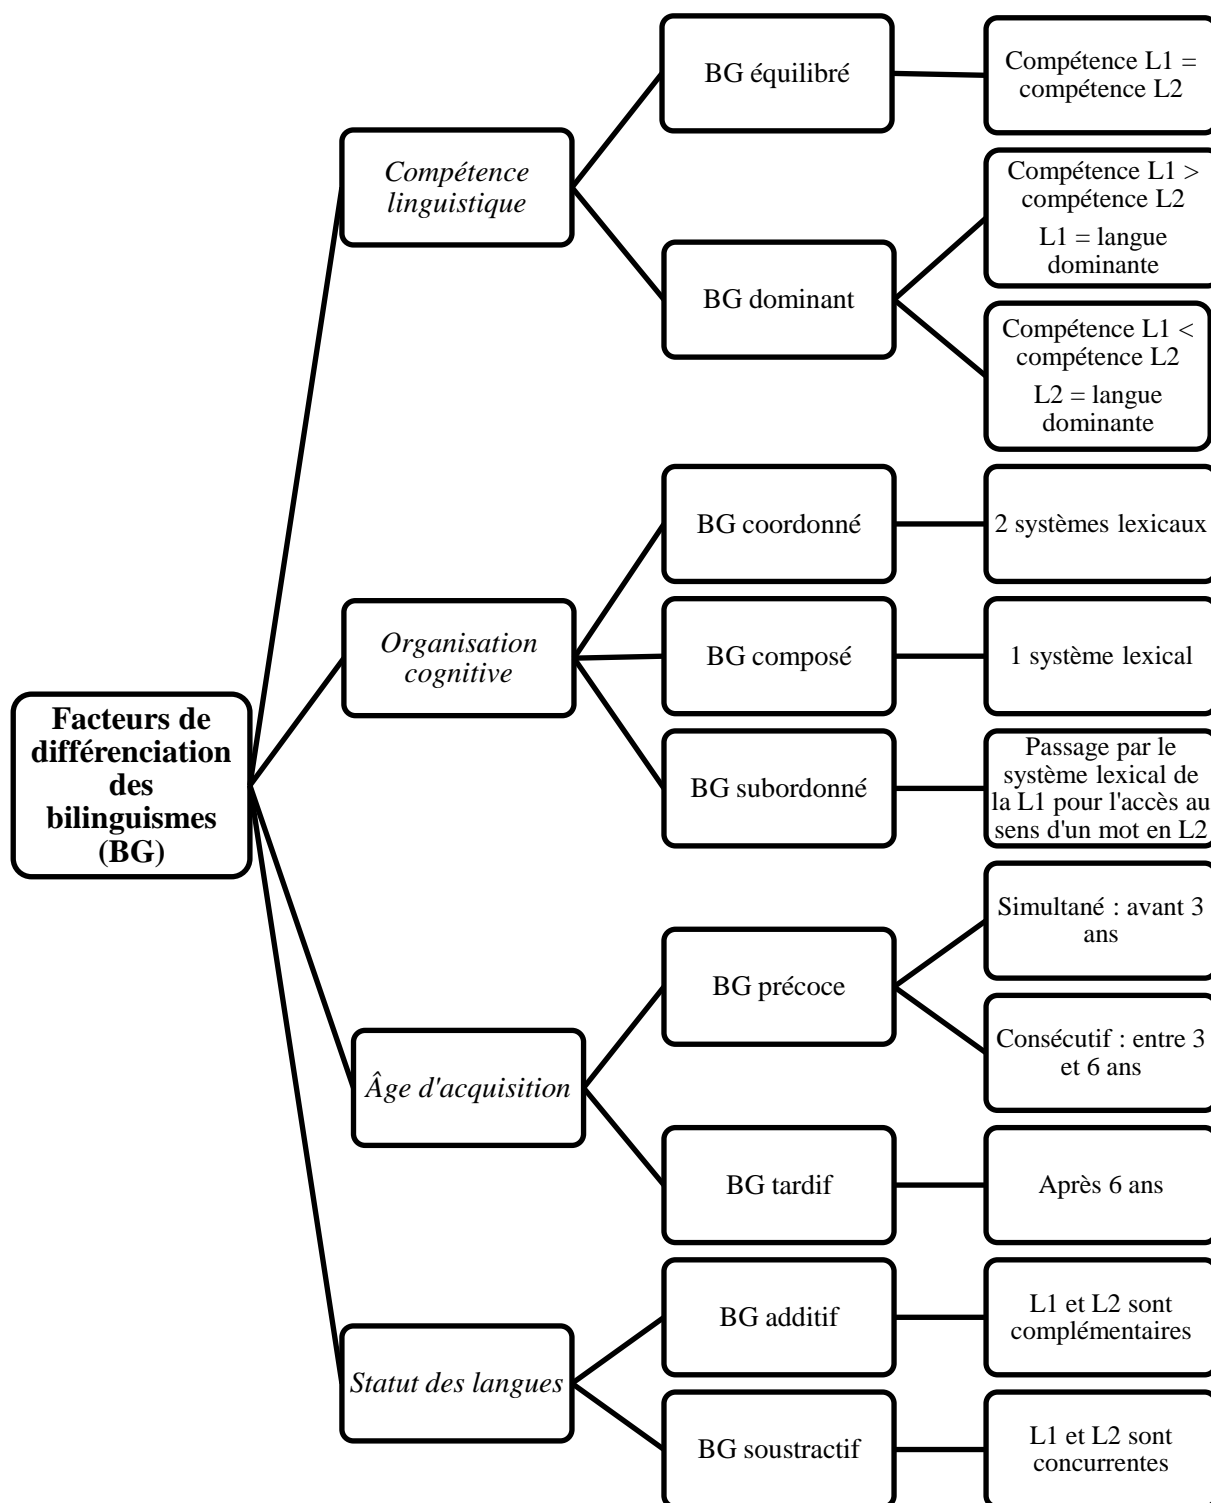 Facteurs de
différenciation
des
bilinguismes
(BG)
Compétence
linguistique
BG équilibré
Compétence L1 =
compétence L2
BG dominant
Compétence L1 >
compétence L2
L1 = langue
dominante
Compétence L1 <
compétence L2
L2 = langue
dominante
Organisation
cognitive
BG coordonné
2 systèmes lexicaux
BG composé
1 système lexical
BG subordonné
Passage par le
système lexical de
la L1 pour l'accès au
sens d'un mot en L2
Âge d'acquisition
BG précoce
Simultané : avant 3
ans
Consécutif : entre 3
et 6 ans
BG tardif
Après 6 ans
Statut des langues
BG additif
L1 et L2 sont
complémentaires
BG soustractif
L1 et L2 sont
concurrentes